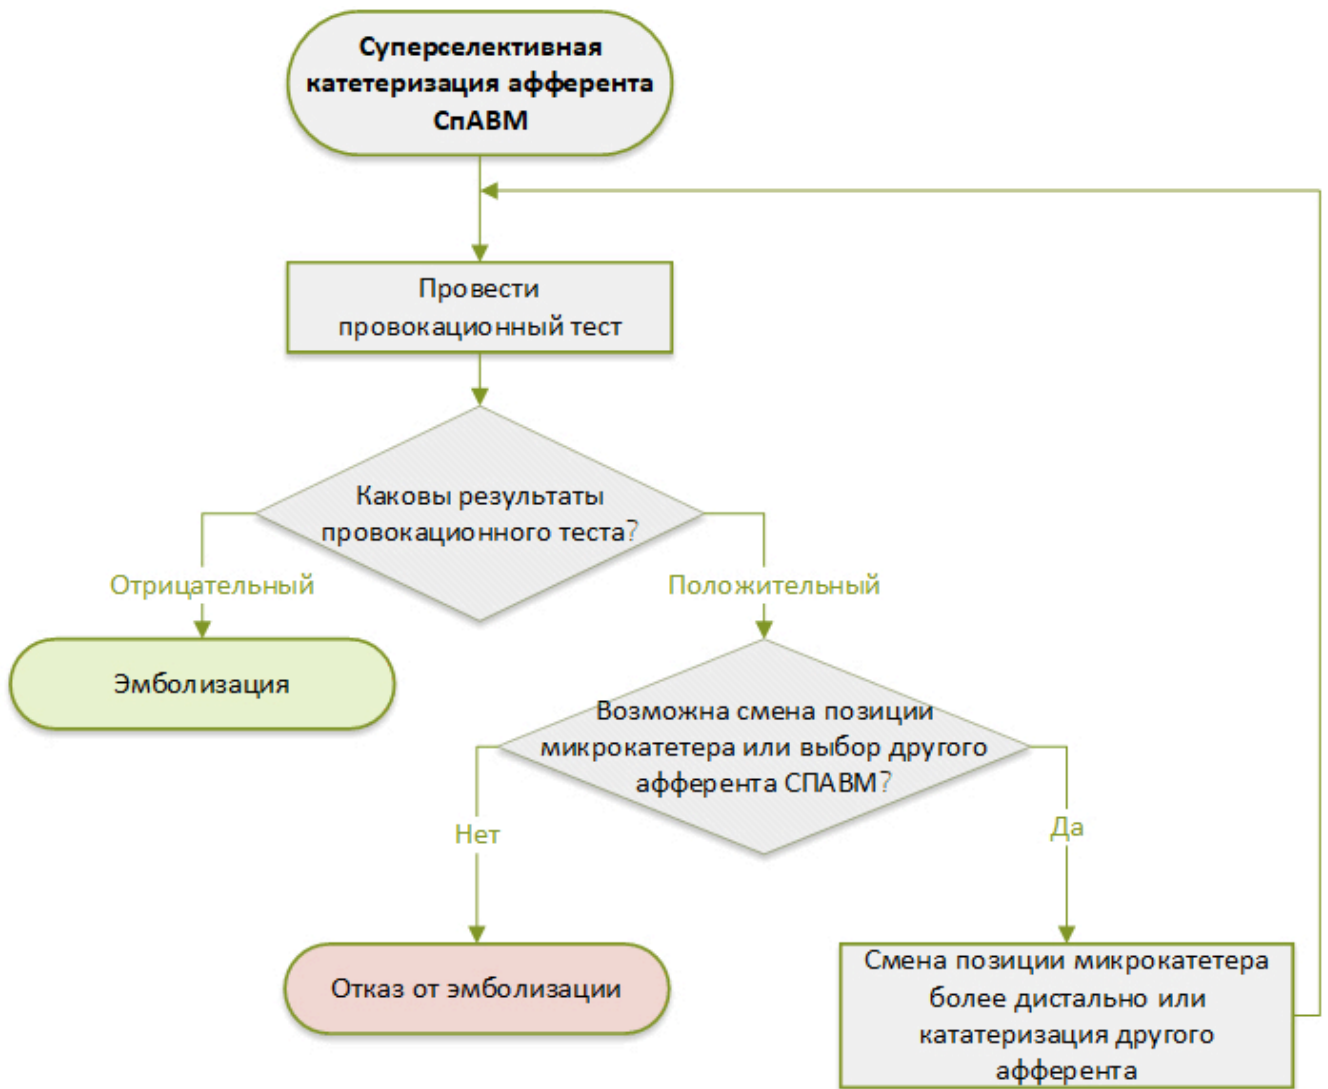 Суперселективная
катетеризация афферента
СпАВМ
Провести
провокационный тест
Каковы результаты
провокационного теста?
Отрицательный
Положительный
Эмболизация
Возможна смена позиции
микрокатетера или выбор другого
афферента СПАВМ?
Нет
Да
Отказ от эмболизации
Смена позиции микрокатетера
более дистально или
кататеризация другого
афферента